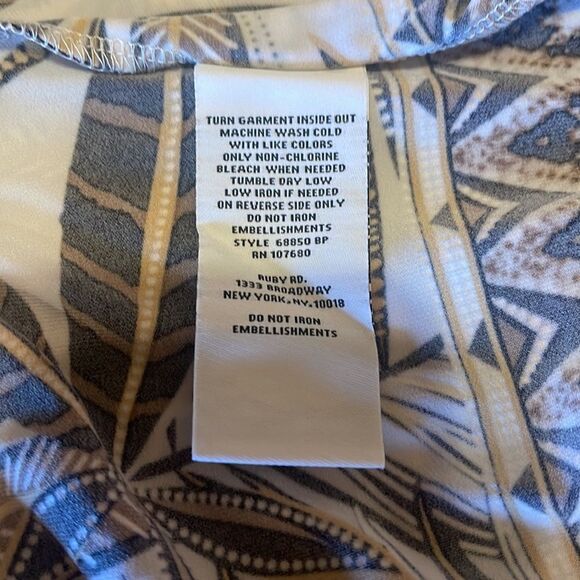 TURN GARMENT INSIDE OUT
MACHINE WASH COLD
WITH LIKE COLORS
ONLY NON-CHLORINE
BLEACH WHEN NEEDED
TUMBLE DAY LOW
LOW IRON IF NEEDED
ON REVERSE SIDE ONLY
DO NOT IRON
EMBELLISHMENTS
STYLE 68850 BP
RN 107680
RUBY RD.
1333 BROADWAY
NEW YORK.NY.10018
DO NOT IRON
EMBELLISHMENTS